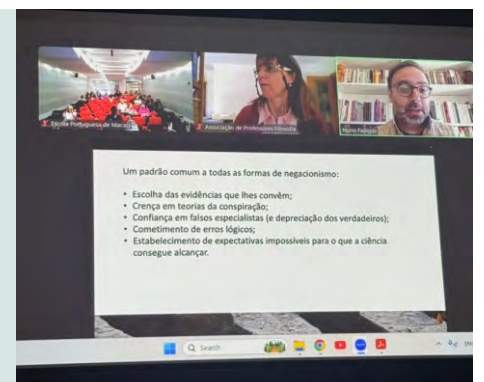 Escola Portuguesa de Macau
Associação de Professores Filosofia
Nuno
Um padrão comum a todas as formas de negacionismo:
• Escolha das evidências que lhes convêm;
• Crença em teorias da conspiração;
• Confiança em falsos especialistas (e depreciação dos verdadeiros);
• Cometimento de erros lógicos;
• Estabelecimento de expectativas impossíveis para o que a ciência
consegue alcançar.
Search